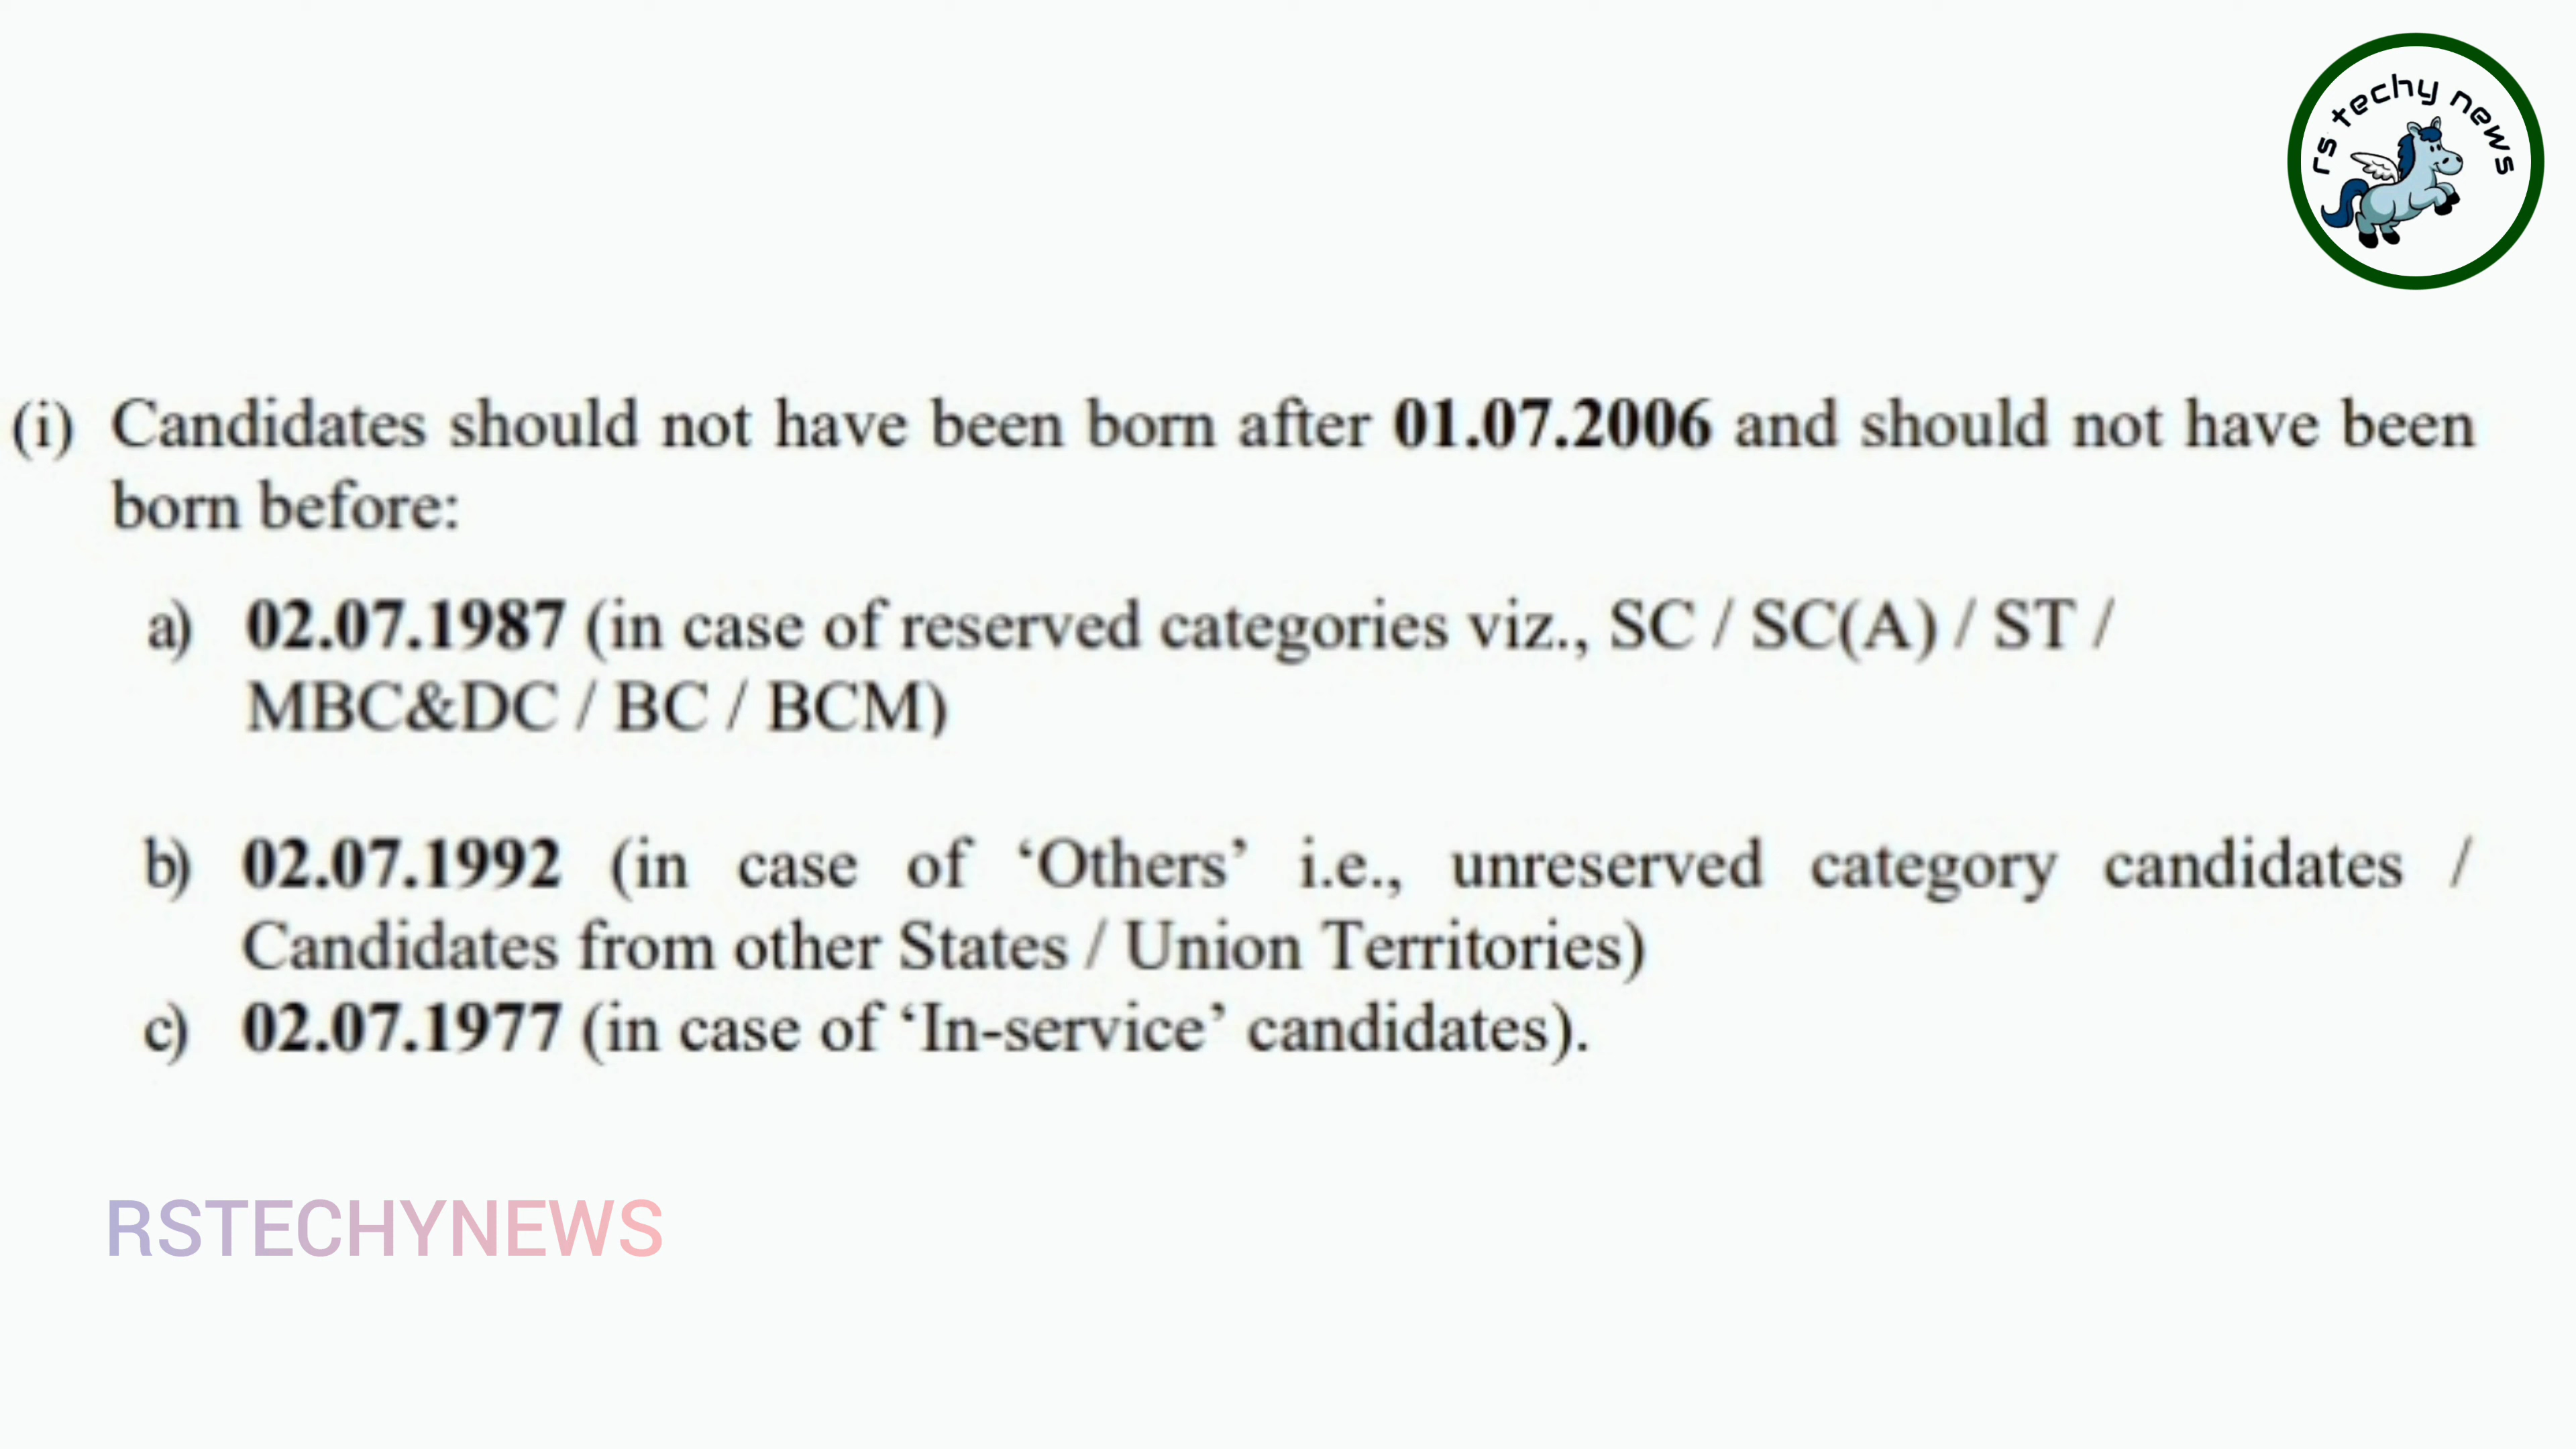 rs techy news
(i) Candidates should not have been born after 01.07.2006 and should not have been
born before:
a) 02.07.1987 (in case of reserved categories viz., SC / SC(A) / ST /
MBC&DC / BC / BCM)
b) 02.07.1992 (in case of ‘Others’ i.e., unreserved category candidates /
Candidates from other States / Union Territories)
c) 02.07.1977 (in case of ‘In-service’ candidates).
RSTECHYNEWS